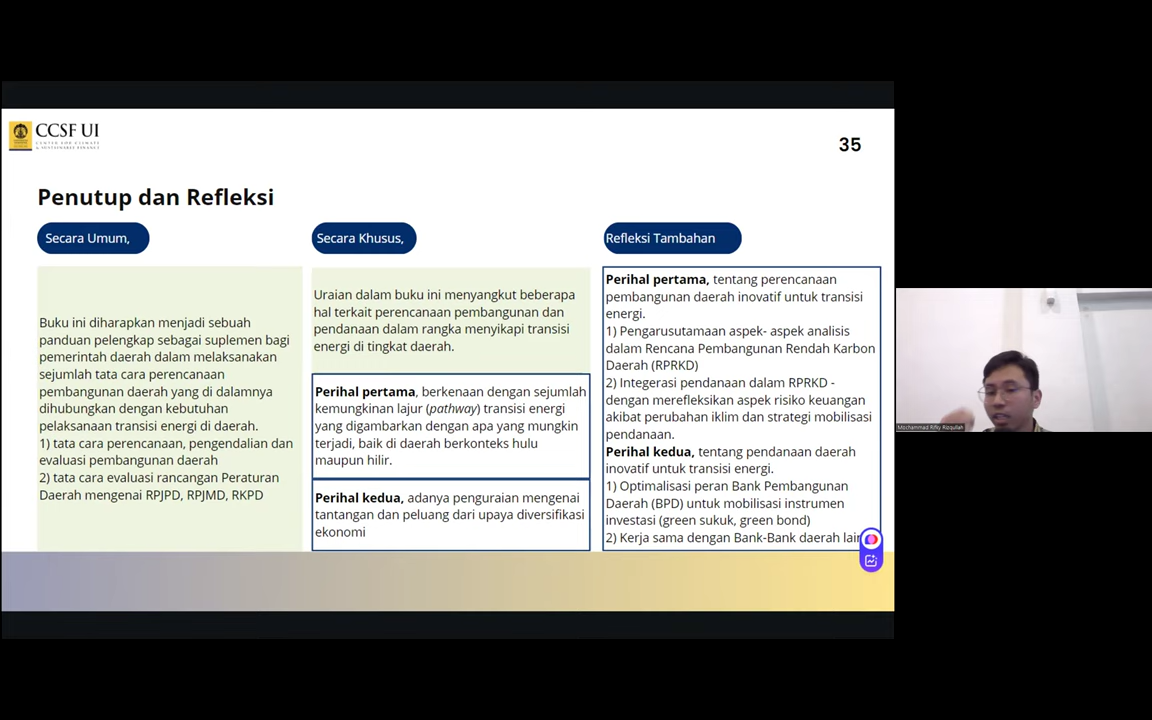 CCSF UI
CENTER FOR CLIMATE
& SUSTAINABLE FINANCE
35
Penutup dan Refleksi
Secara Umum,
Buku ini diharapkan menjadi sebuah
panduan pelengkap sebagai suplemen bagi
pemerintah daerah dalam melaksanakan
sejumlah tata cara perencanaan
pembangunan daerah yang di dalamnya
dihubungkan dengan kebutuhan
pelaksanaan transisi energi di daerah.
1) tata cara perencanaan, pengendalian dan
evaluasi pembangunan daerah
2) tata cara evaluasi rancangan Peraturan
Daerah mengenai RPJPD, RPJMD, RKPD
Secara Khusus,
Uraian dalam buku ini menyangkut beberapa
hal terkait perencanaan pembangunan dan
pendanaan dalam rangka menyikapi transisi
energi di tingkat daerah.
Perihal pertama, berkenaan dengan sejumlah
kemungkinan lajur (pathway) transisi energi
yang digambarkan dengan apa yang mungkin
terjadi, baik di daerah berkonteks hulu
maupun hilir.
Perihal kedua, adanya penguraian mengenai
tantangan dan peluang dari upaya diversifikasi
ekonomi
Refleksi Tambahan
Perihal pertama, tentang perencanaan
pembangunan daerah inovatif untuk transisi
energi.
1) Pengarusutamaan aspek- aspek analisis
dalam Rencana Pembangunan Rendah Karbon
Daerah (RPRKD)
2) Integerasi pendanaan dalam RPRKD -
dengan merefleksikan aspek risiko keuangan
akibat perubahan iklim dan strategi mobilisasi
pendanaan.
Perihal kedua, tentang pendanaan daerah
inovatif untuk transisi energi.
1) Optimalisasi peran Bank Pembangunan
Daerah (BPD) untuk mobilisasi instrumen
investasi (green sukuk, green bond)
2) Kerja sama dengan Bank-Bank daerah lain
Mochammad Rifky Rizqullah